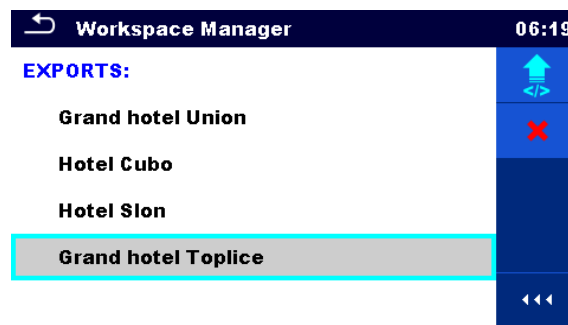 Workspace Manager 06:19
EXPORTS:
</>
Grand hotel Union
Hotel Cubo
Hotel Slon
Grand hotel Toplice